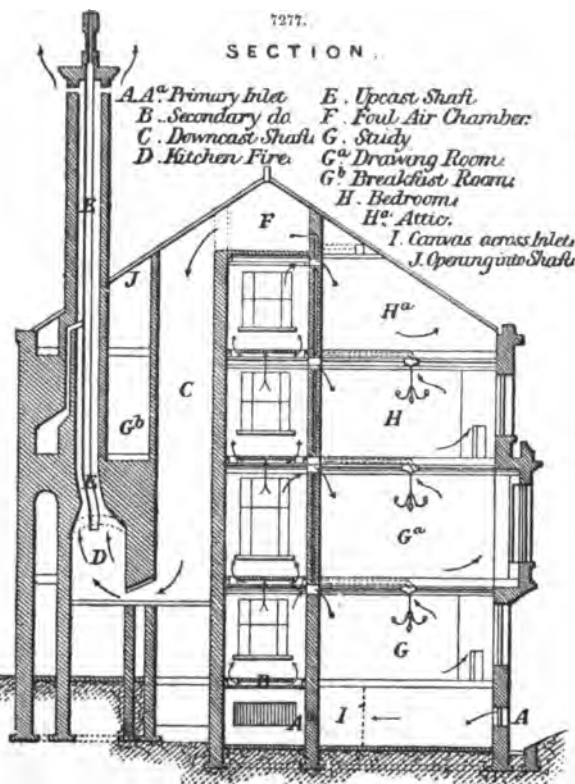 7277.
SECTION.
A.Aᵃ. Primary Inlet
B. Secondary do
C. Downcast Shaft
D. Kitchen Fire.
E. Upcast Shaft
F. Foul Air Chamber.
G. Study
Gᵃ. Drawing Room.
Gᵇ. Breakfast Room.
H. Bedroom.
Hᵃ. Attic.
I. Canvas across Inlet.
J. Opening into Shaft.
E
F
J
Hᵃ
C
Gᵇ
H
E
D
Gᵃ
G
B
A
I
A